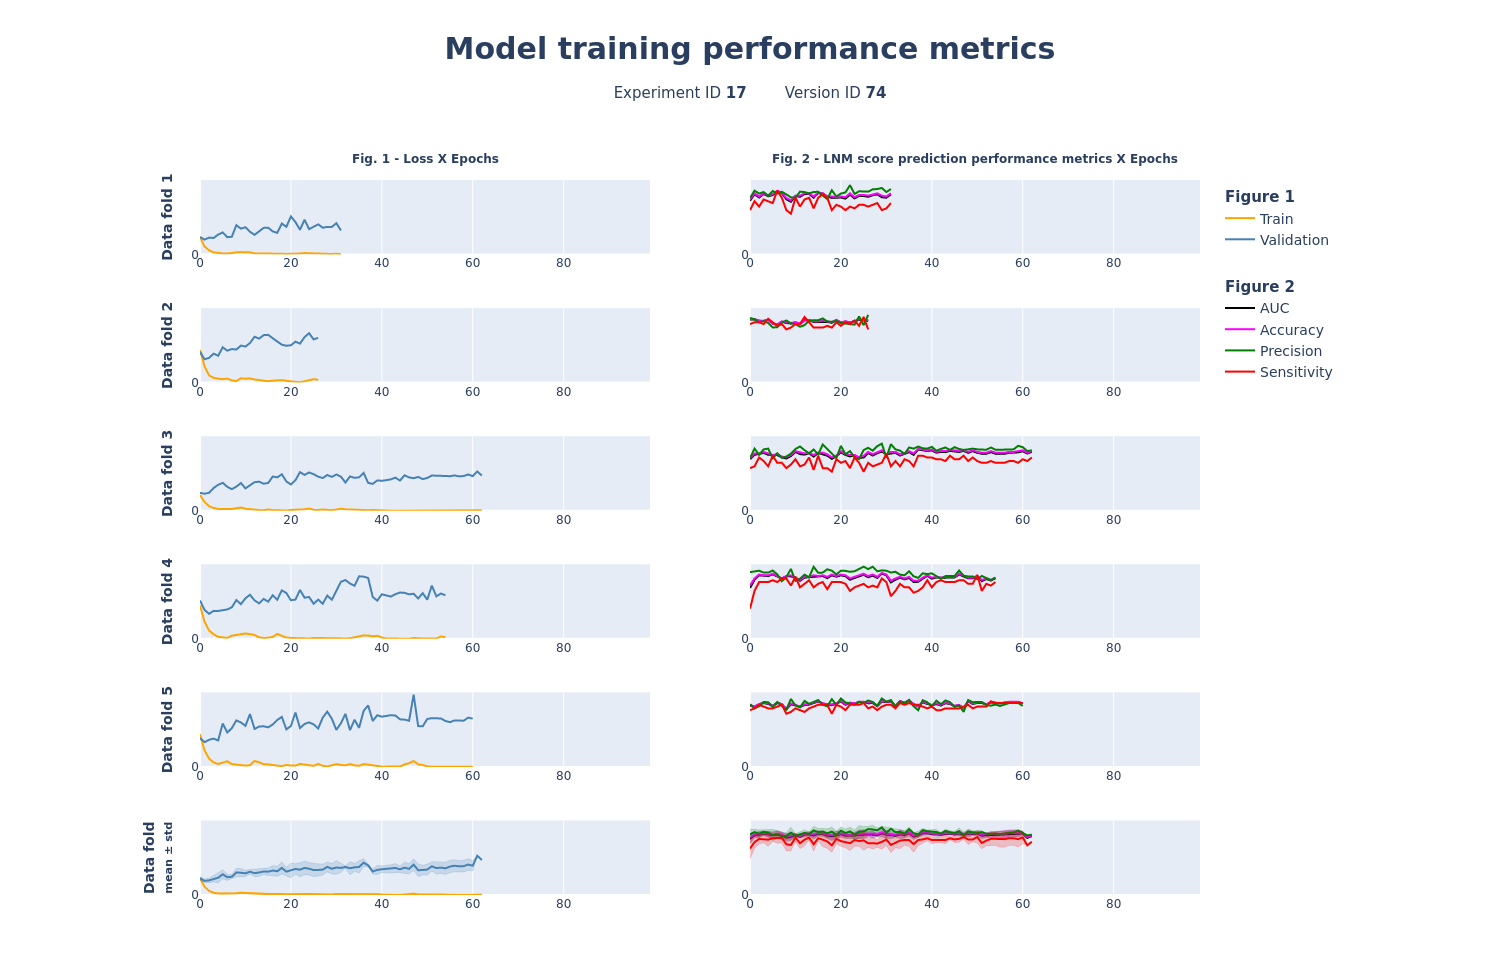 Model training performance metrics
Experiment ID 17 Version ID 74
Fig. 1 - Loss X Epochs
Fig. 2 - LNM score prediction performance metrics X Epochs
Data fold 1
0
0 20 40 60 80
0
0 20 40 60 80
Data fold 2
0
0 20 40 60 80
0
0 20 40 60 80
Data fold 3
0
0 20 40 60 80
0
0 20 40 60 80
Data fold 4
0
0 20 40 60 80
0
0 20 40 60 80
Data fold 5
0
0 20 40 60 80
0
0 20 40 60 80
Data fold
mean ± std
0
0 20 40 60 80
0
0 20 40 60 80
Figure 1
Train
Validation
Figure 2
AUC
Accuracy
Precision
Sensitivity